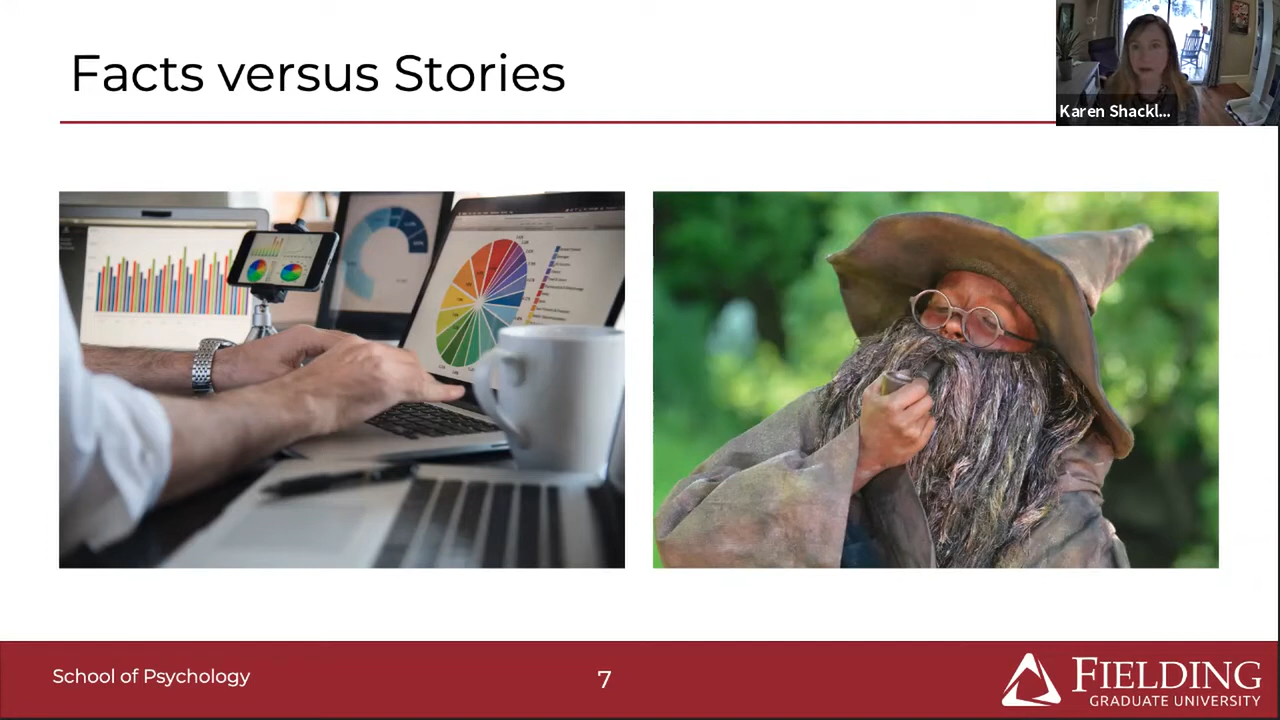 Facts versus Stories
Karen Shackl...
School of Psychology
7
FIELDING
GRADUATE UNIVERSITY